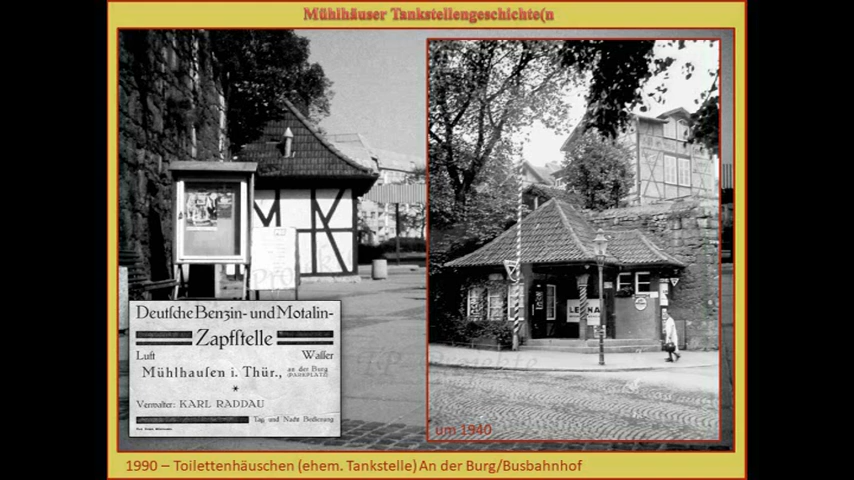 Mühlhäuser Tankstellengeschichte(n
Deutsche Benzin- und Motalin-
Zapfstelle
Luft Wasser
Mühlhausen i. Thür., an der Burg
(PARKPLATZ)
*
Verwalter: KARL RADDAU
Tag und Nacht Bedienung
LEUNA
um 1940
1990 – Toilettenhäuschen (ehem. Tankstelle) An der Burg/Busbahnhof